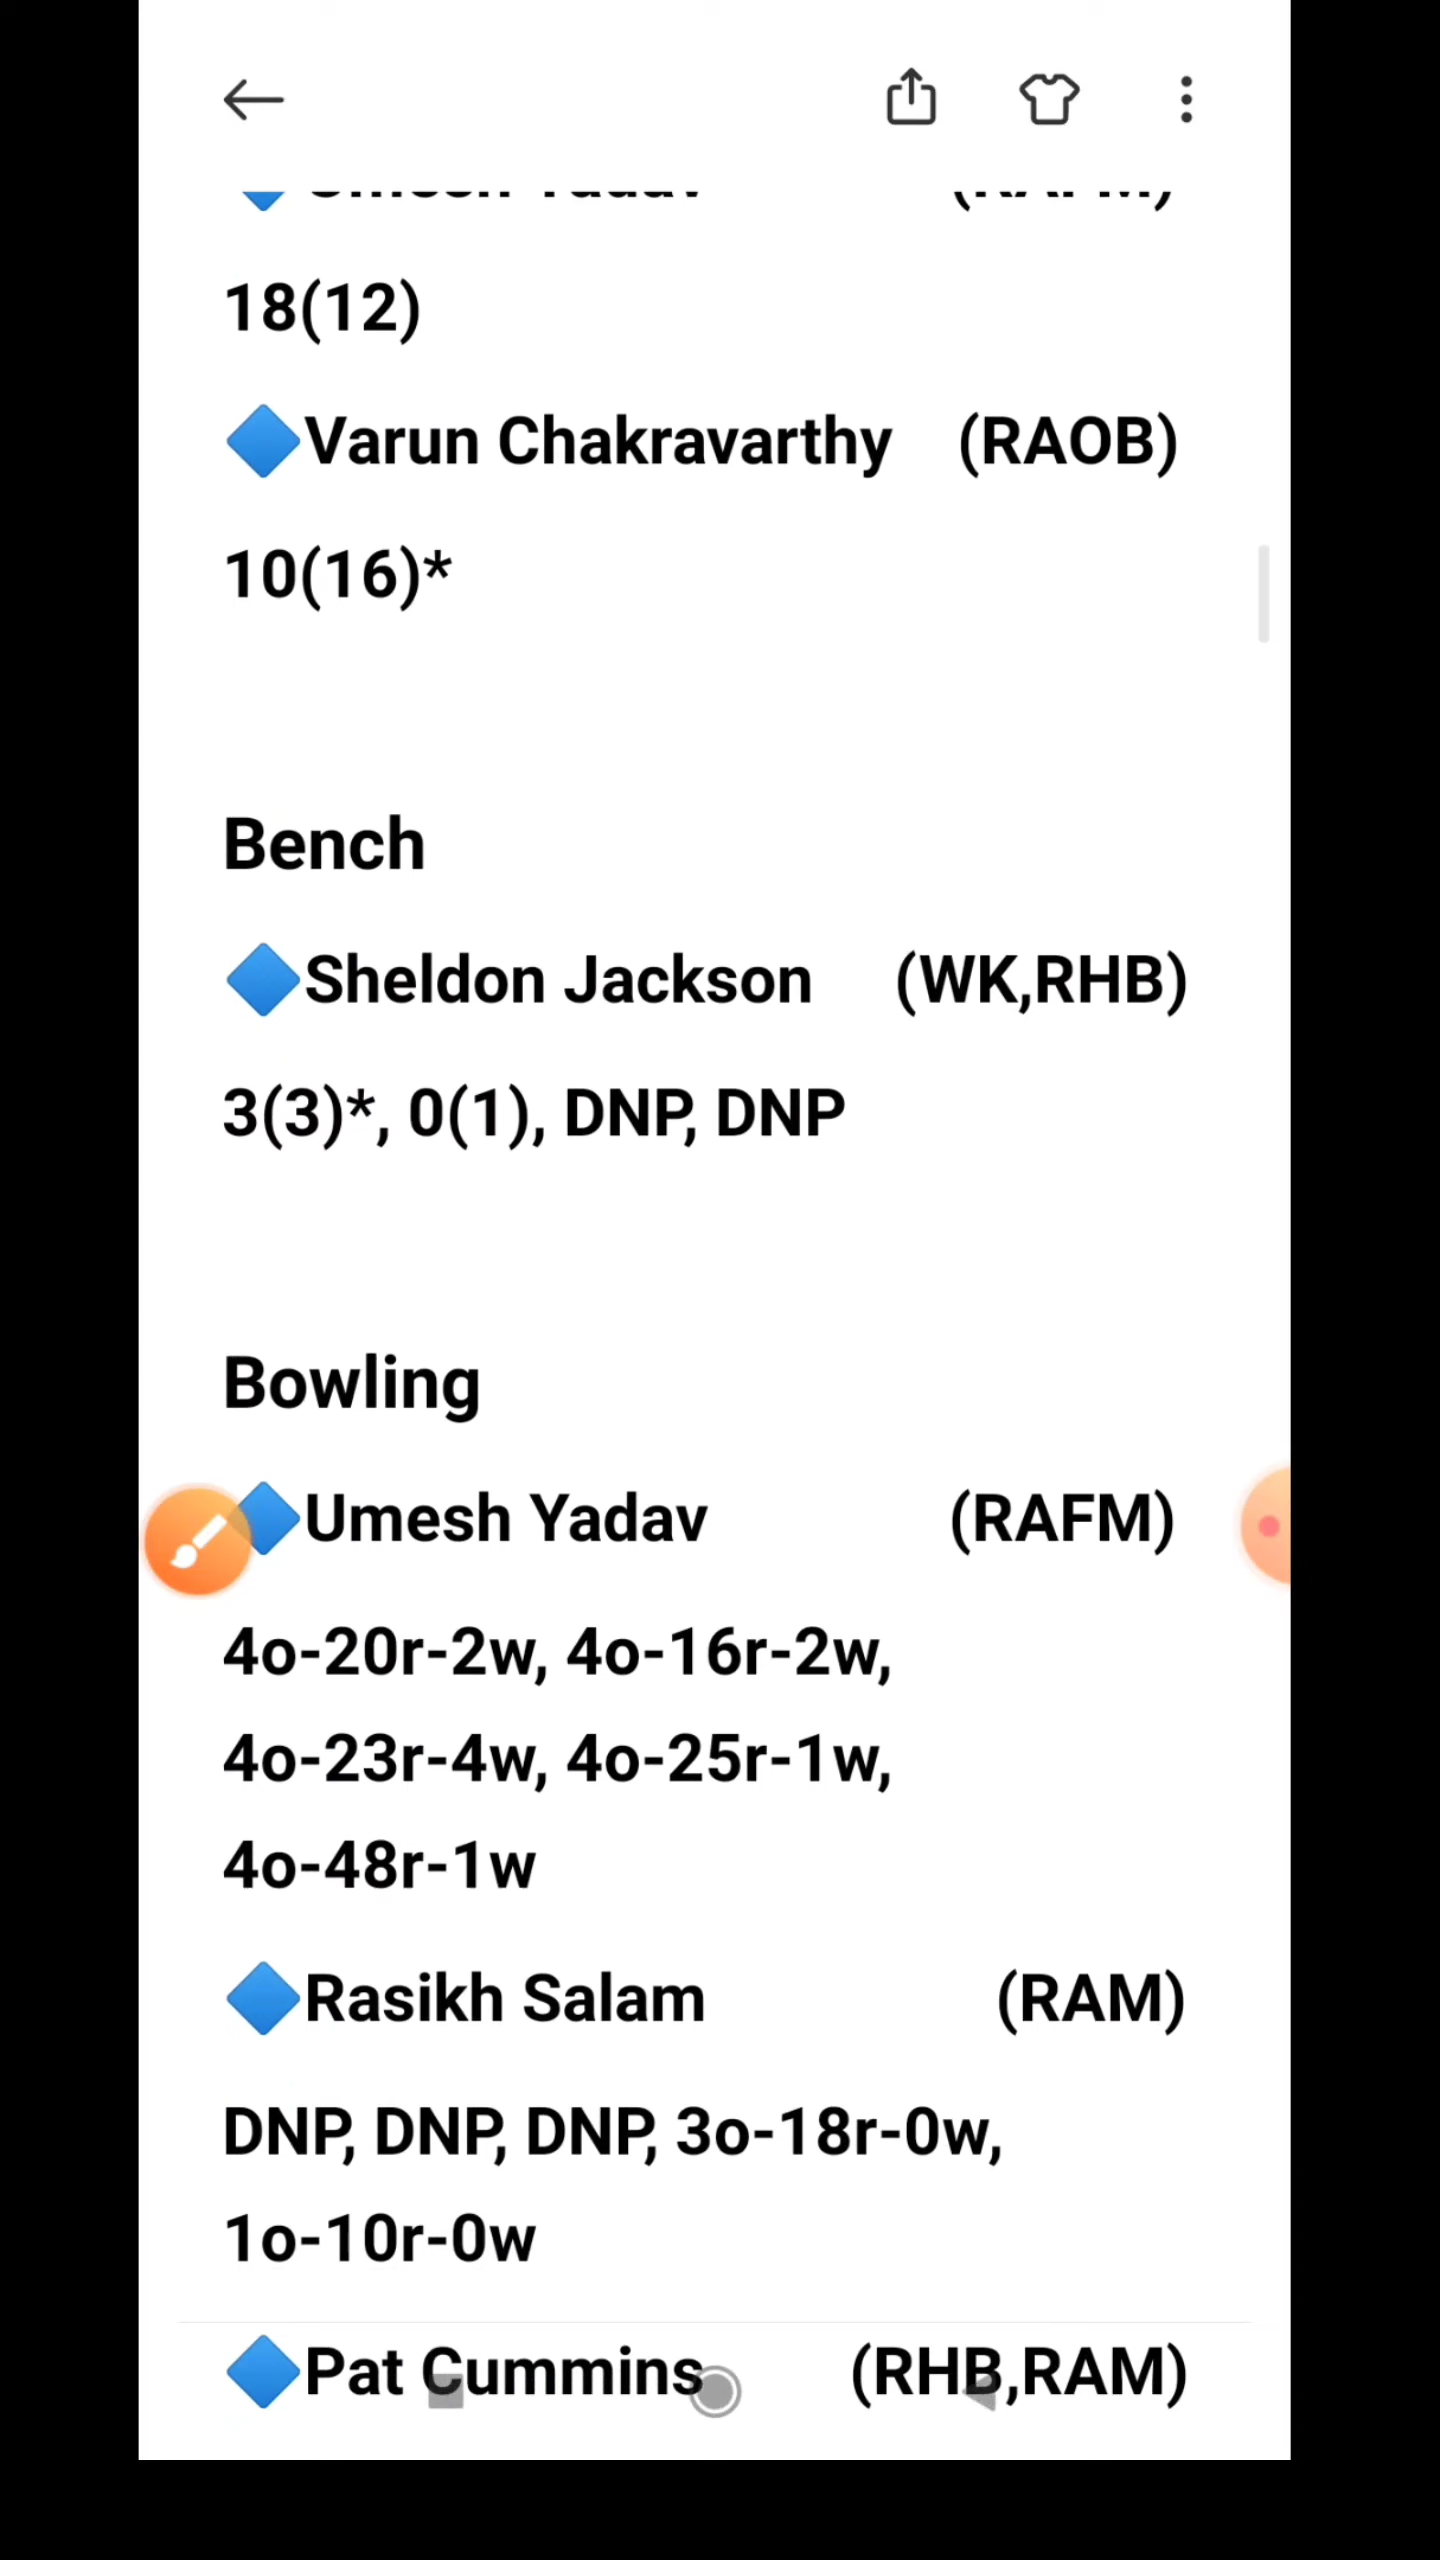 18(12)
🔷Varun Chakravarthy (RAOB)
10(16)*
Bench
🔷Sheldon Jackson (WK,RHB)
3(3)*, 0(1), DNP, DNP
Bowling
🔷Umesh Yadav (RAFM)
4o-20r-2w, 4o-16r-2w,
4o-23r-4w, 4o-25r-1w,
4o-48r-1w
🔷Rasikh Salam (RAM)
DNP, DNP, DNP, 3o-18r-0w,
1o-10r-0w
🔷Pat Cummins (RHB,RAM)